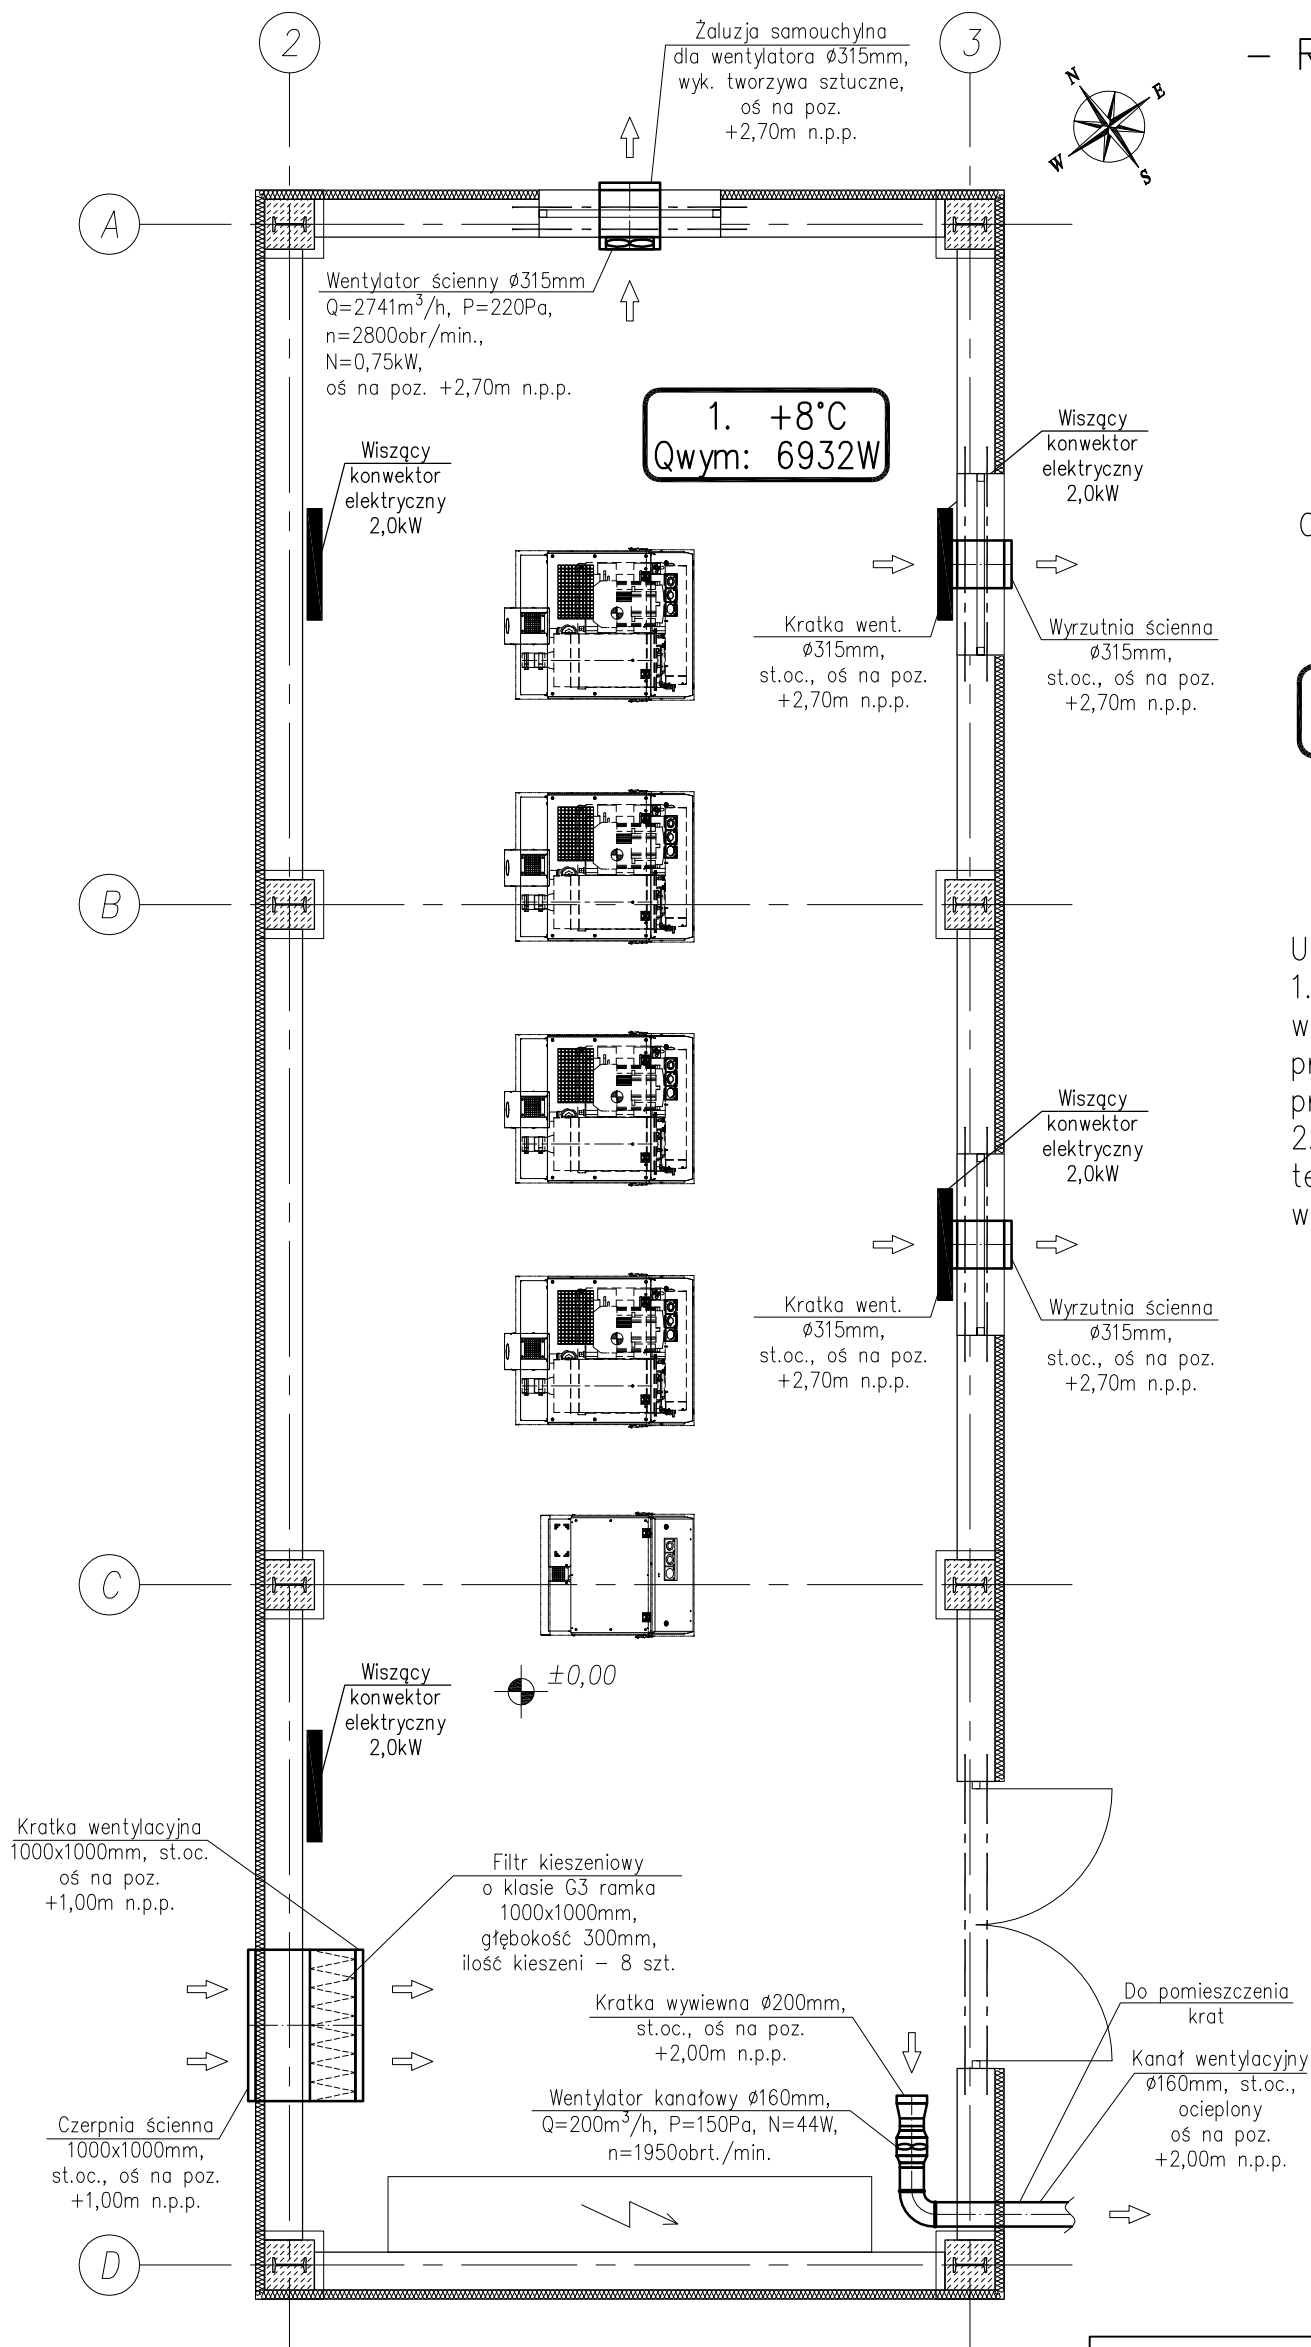 2
3
Żaluzja samouchylna
dla wentylatora Ø315mm,
wyk. tworzywa sztuczne,
oś na poz.
+2,70m n.p.p.
– R
N
E
W
S
A
Wentylator ścienny Ø315mm
Q=2741m³/h, P=220Pa,
n=2800obr/min.,
N=0,75kW,
oś na poz. +2,70m n.p.p.
1. +8°C
Qwym: 6932W
Wiszący
konwektor
elektryczny
2,0kW
Wiszący
konwektor
elektryczny
2,0kW
Kratka went.
Ø315mm,
st.oc., oś na poz.
+2,70m n.p.p.
Wyrzutnia ścienna
Ø315mm,
st.oc., oś na poz.
+2,70m n.p.p.
B
U
1.
w
pr
pr
2.
te
w
Wiszący
konwektor
elektryczny
2,0kW
Kratka went.
Ø315mm,
st.oc., oś na poz.
+2,70m n.p.p.
Wyrzutnia ścienna
Ø315mm,
st.oc., oś na poz.
+2,70m n.p.p.
C
±0,00
Wiszący
konwektor
elektryczny
2,0kW
Kratka wentylacyjna
1000x1000mm, st.oc.
oś na poz.
+1,00m n.p.p.
Filtr kieszeniowy
o klasie G3 ramka
1000x1000mm,
głębokość 300mm,
ilość kieszeni – 8 szt.
Kratka wywiewna Ø200mm,
st.oc., oś na poz.
+2,00m n.p.p.
Do pomieszczenia
krat
Kanał wentylacyjny
Ø160mm, st.oc.,
ocieplony
oś na poz.
+2,00m n.p.p.
Wentylator kanałowy Ø160mm,
Q=200m³/h, P=150Pa, N=44W,
n=1950obrt./min.
Czerpnia ścienna
1000x1000mm,
st.oc., oś na poz.
+1,00m n.p.p.
D